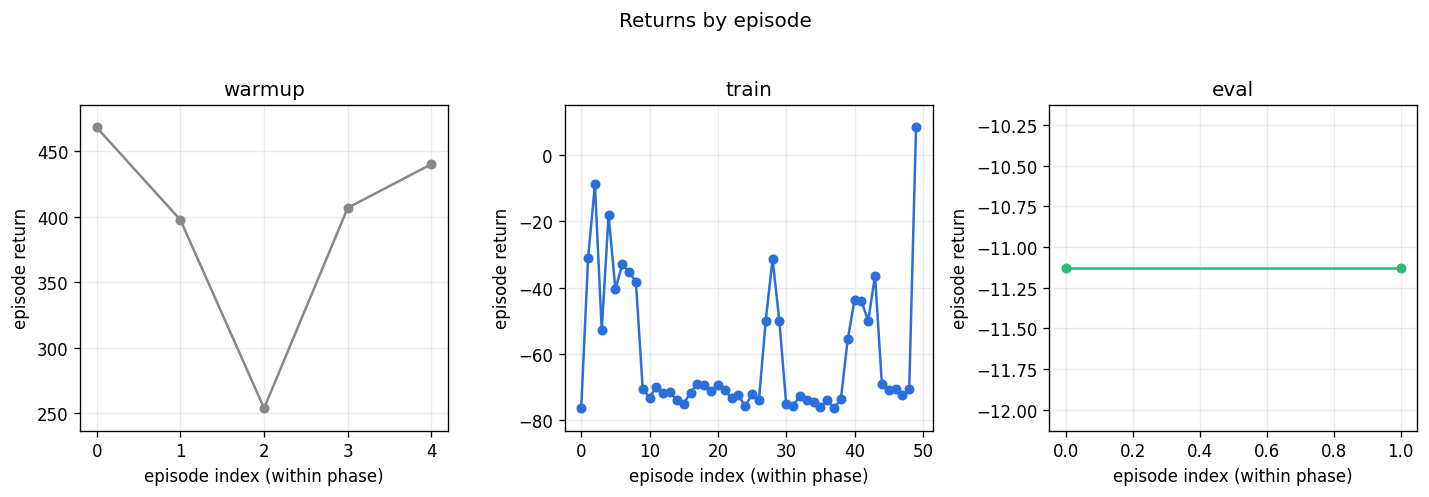 Returns by episode
warmup
episode return
450
400
350
300
250
0 1 2 3 4
episode index (within phase)
train
episode return
0
−20
−40
−60
−80
0 10 20 30 40 50
episode index (within phase)
eval
episode return
−10.25
−10.50
−10.75
−11.00
−11.25
−11.50
−11.75
−12.00
0.0 0.2 0.4 0.6 0.8 1.0
episode index (within phase)